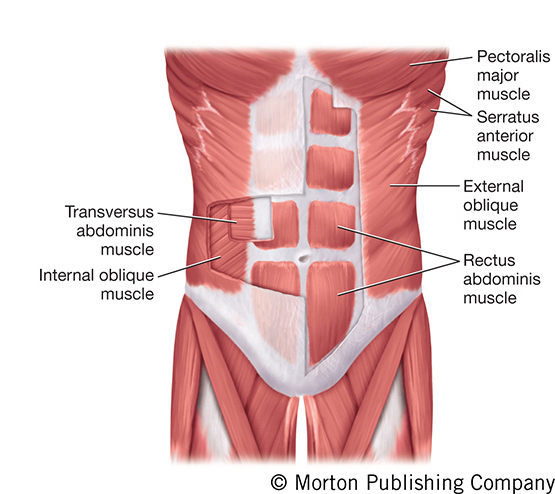 Pectoralis
major
muscle
Serratus
anterior
muscle
External
oblique
muscle
Rectus
abdominis
muscle
Transversus
abdominis
muscle
Internal oblique
muscle
© Morton Publishing Company